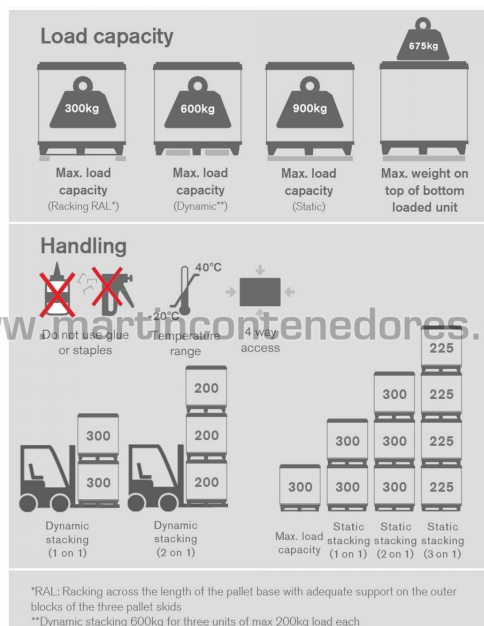 Load capacity
300kg
600kg
900kg
675kg
Max. load
capacity
(Racking RAL*)
Max. load
capacity
(Dynamic**)
Max. load
capacity
(Static)
Max. weight on
top of bottom
loaded unit
Handling
40°C
-20°C
Do not use glue
or staples
Temperature
range
4 way
access
w.martincontenedores.
300
300
Dynamic
stacking
(1 on 1)
200
200
200
Dynamic
stacking
(2 on 1)
300
Max. load
capacity
300
300
Static
stacking
(1 on 1)
300
300
300
Static
stacking
(2 on 1)
225
225
225
225
Static
stacking
(3 on 1)
*RAL: Racking across the length of the pallet base with adequate support on the outer
blocks of the three pallet skids
**Dynamic stacking 600kg for three units of max 200kg load each